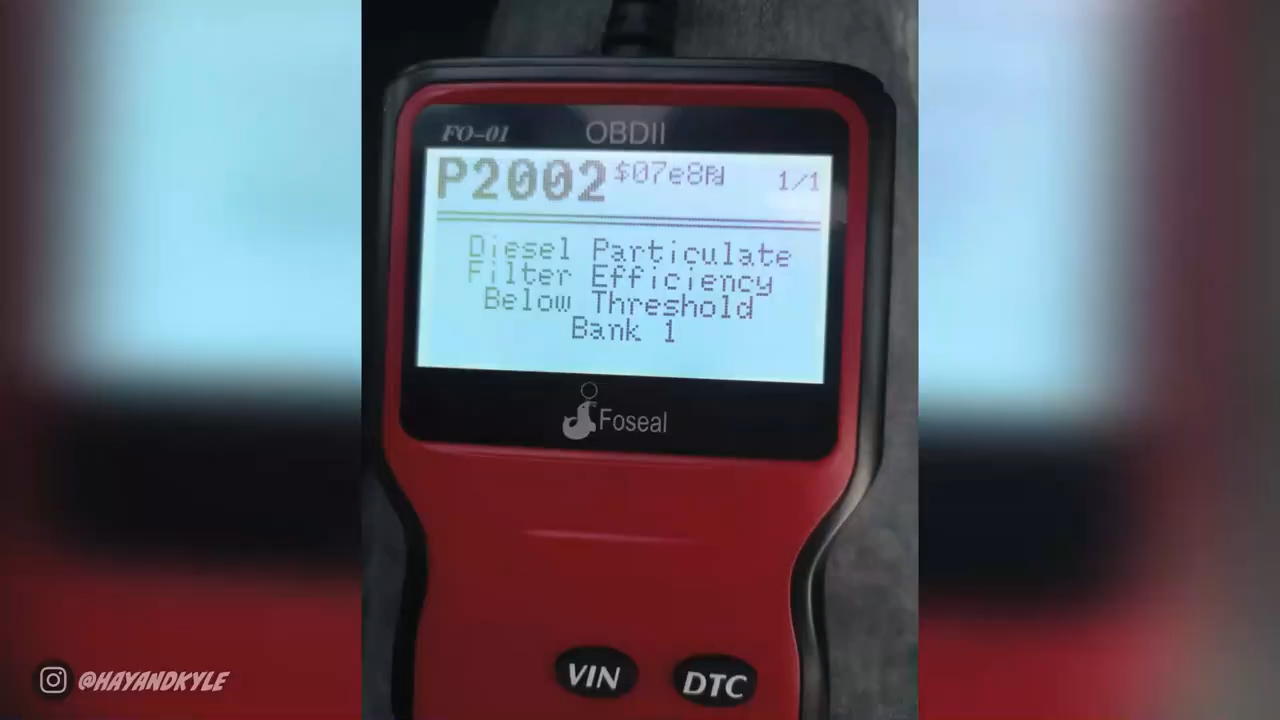 FO-01 OBDII
P2002 $07e8 1/1
Diesel Particulate
Filter Efficiency
Below Threshold
Bank 1
Foseal
VIN DTC
@HAYANDKYLE